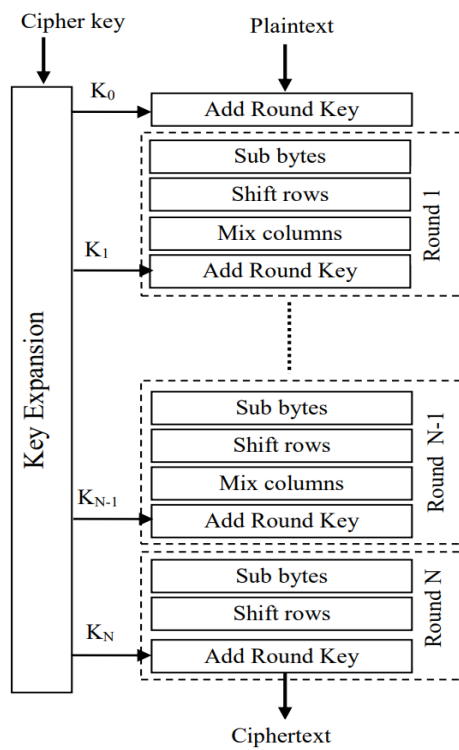 Cipher key
Plaintext
K0
Add Round Key
Sub bytes
Shift rows
Mix columns
K1
Add Round Key
Round 1
Key Expansion
Sub bytes
Shift rows
Mix columns
KN-1
Add Round Key
Round N-1
Sub bytes
Shift rows
KN
Add Round Key
Round N
Ciphertext